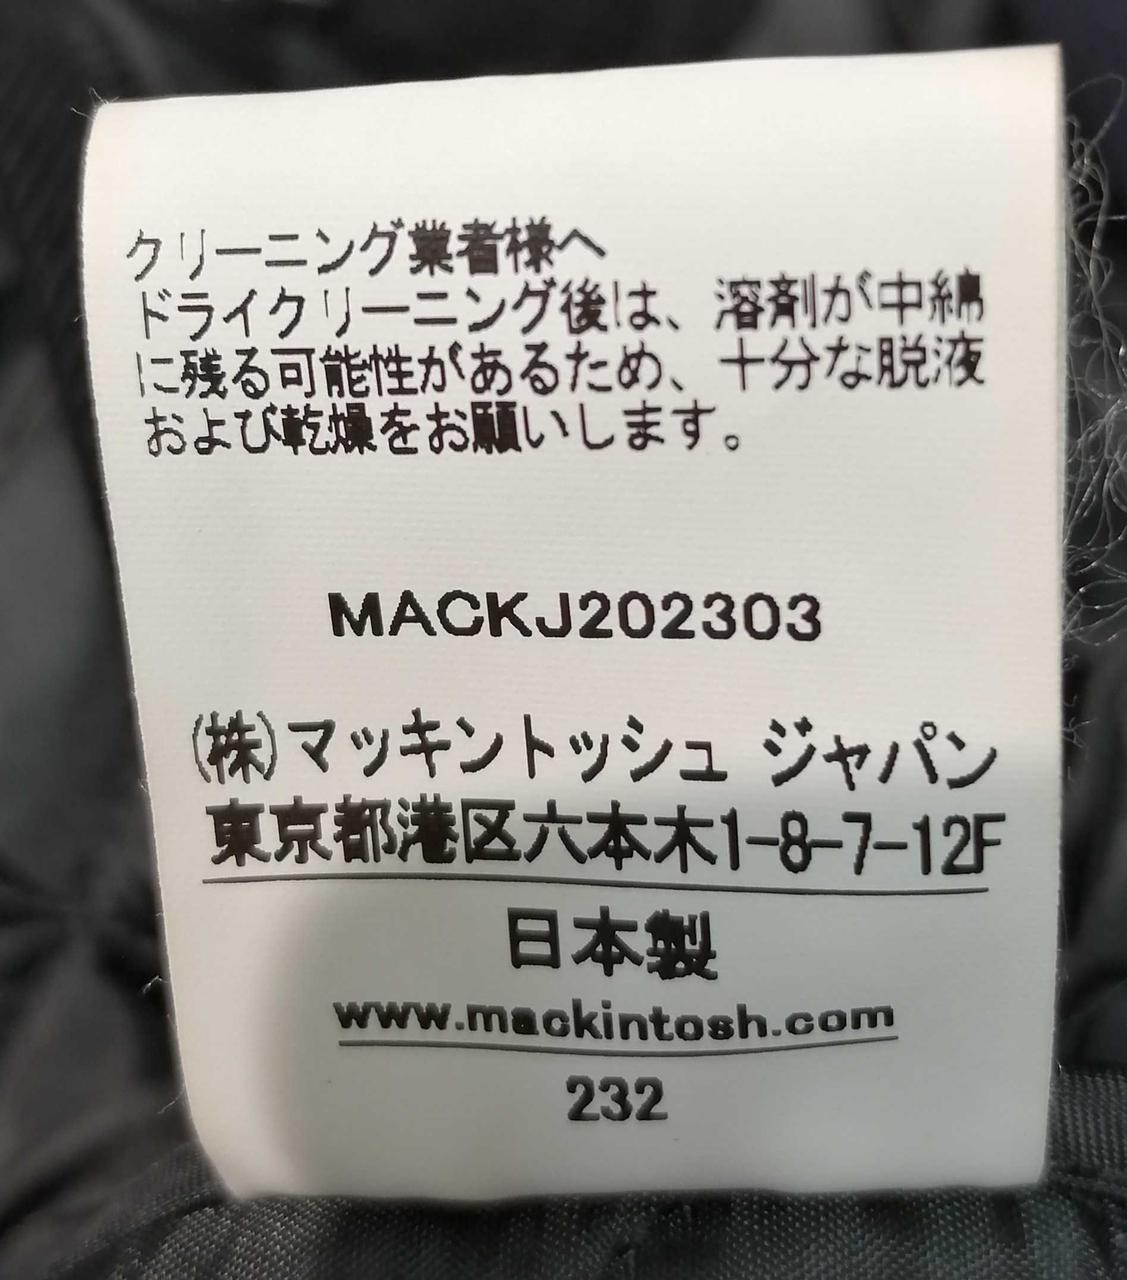 クリーニング業者様へ
ドライクリーニング後は、溶剤が中綿
に残る可能性があるため、十分な脱液
および乾燥をお願いします。
MACKJ202303
(株)マッキントッシュ ジャパン
東京都港区六本木1-8-7-12F
日本製
www.mackintosh.com
232